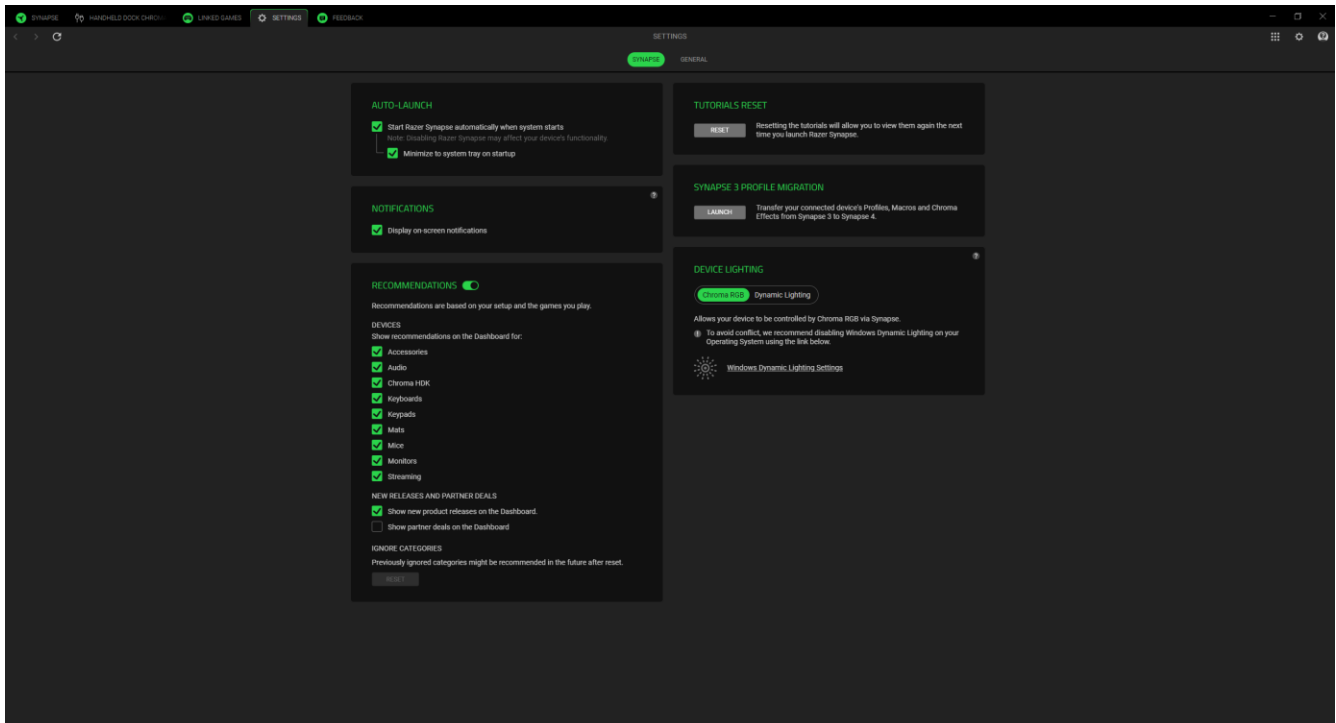 SYNAPSE
HANDHELD DOCK CHROM
LINKED GAMES
SETTINGS
FEEDBACK
SETTINGS
SYNAPSE
GENERAL
AUTO-LAUNCH
Start Razer Synapse automatically when system starts
Note: Disabling Razer Synapse may affect your device's functionality.
Minimize to system tray on startup
NOTIFICATIONS
Display on-screen notifications
RECOMMENDATIONS
Recommendations are based on your setup and the games you play.
DEVICES
Show recommendations on the Dashboard for:
Accessories
Audio
Chroma HDK
Keyboards
Keypads
Mats
Mice
Monitors
Streaming
NEW RELEASES AND PARTNER DEALS
Show new product releases on the Dashboard.
Show partner deals on the Dashboard
IGNORE CATEGORIES
Previously ignored categories might be recommended in the future after reset.
RESET
TUTORIALS RESET
RESET
Resetting the tutorials will allow you to view them again the next
time you launch Razer Synapse.
SYNAPSE 3 PROFILE MIGRATION
LAUNCH
Transfer your connected device's Profiles, Macros and Chroma
Effects from Synapse 3 to Synapse 4.
DEVICE LIGHTING
Chroma RGB
Dynamic Lighting
Allows your device to be controlled by Chroma RGB via Synapse.
To avoid conflict, we recommend disabling Windows Dynamic Lighting on your
Operating System using the link below.
Windows Dynamic Lighting Settings